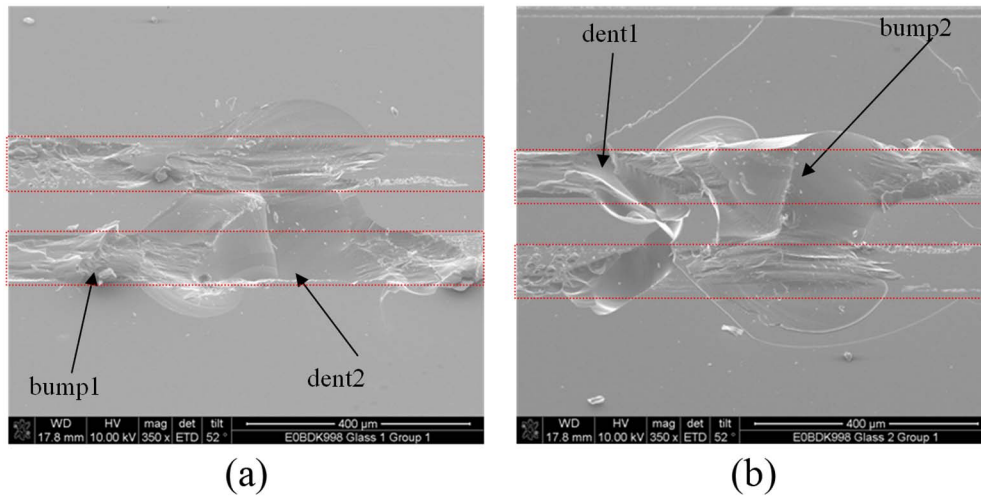 dent1
bump2
bump1
dent2
WD HV mag det tilt 400 µm
17.8 mm 10.00 kV 350 x ETD 52 ° E0BDK998 Glass 1 Group 1
WD HV mag det tilt 400 µm
17.8 mm 10.00 kV 350 x ETD 52 ° E0BDK998 Glass 2 Group 1
(a)
(b)